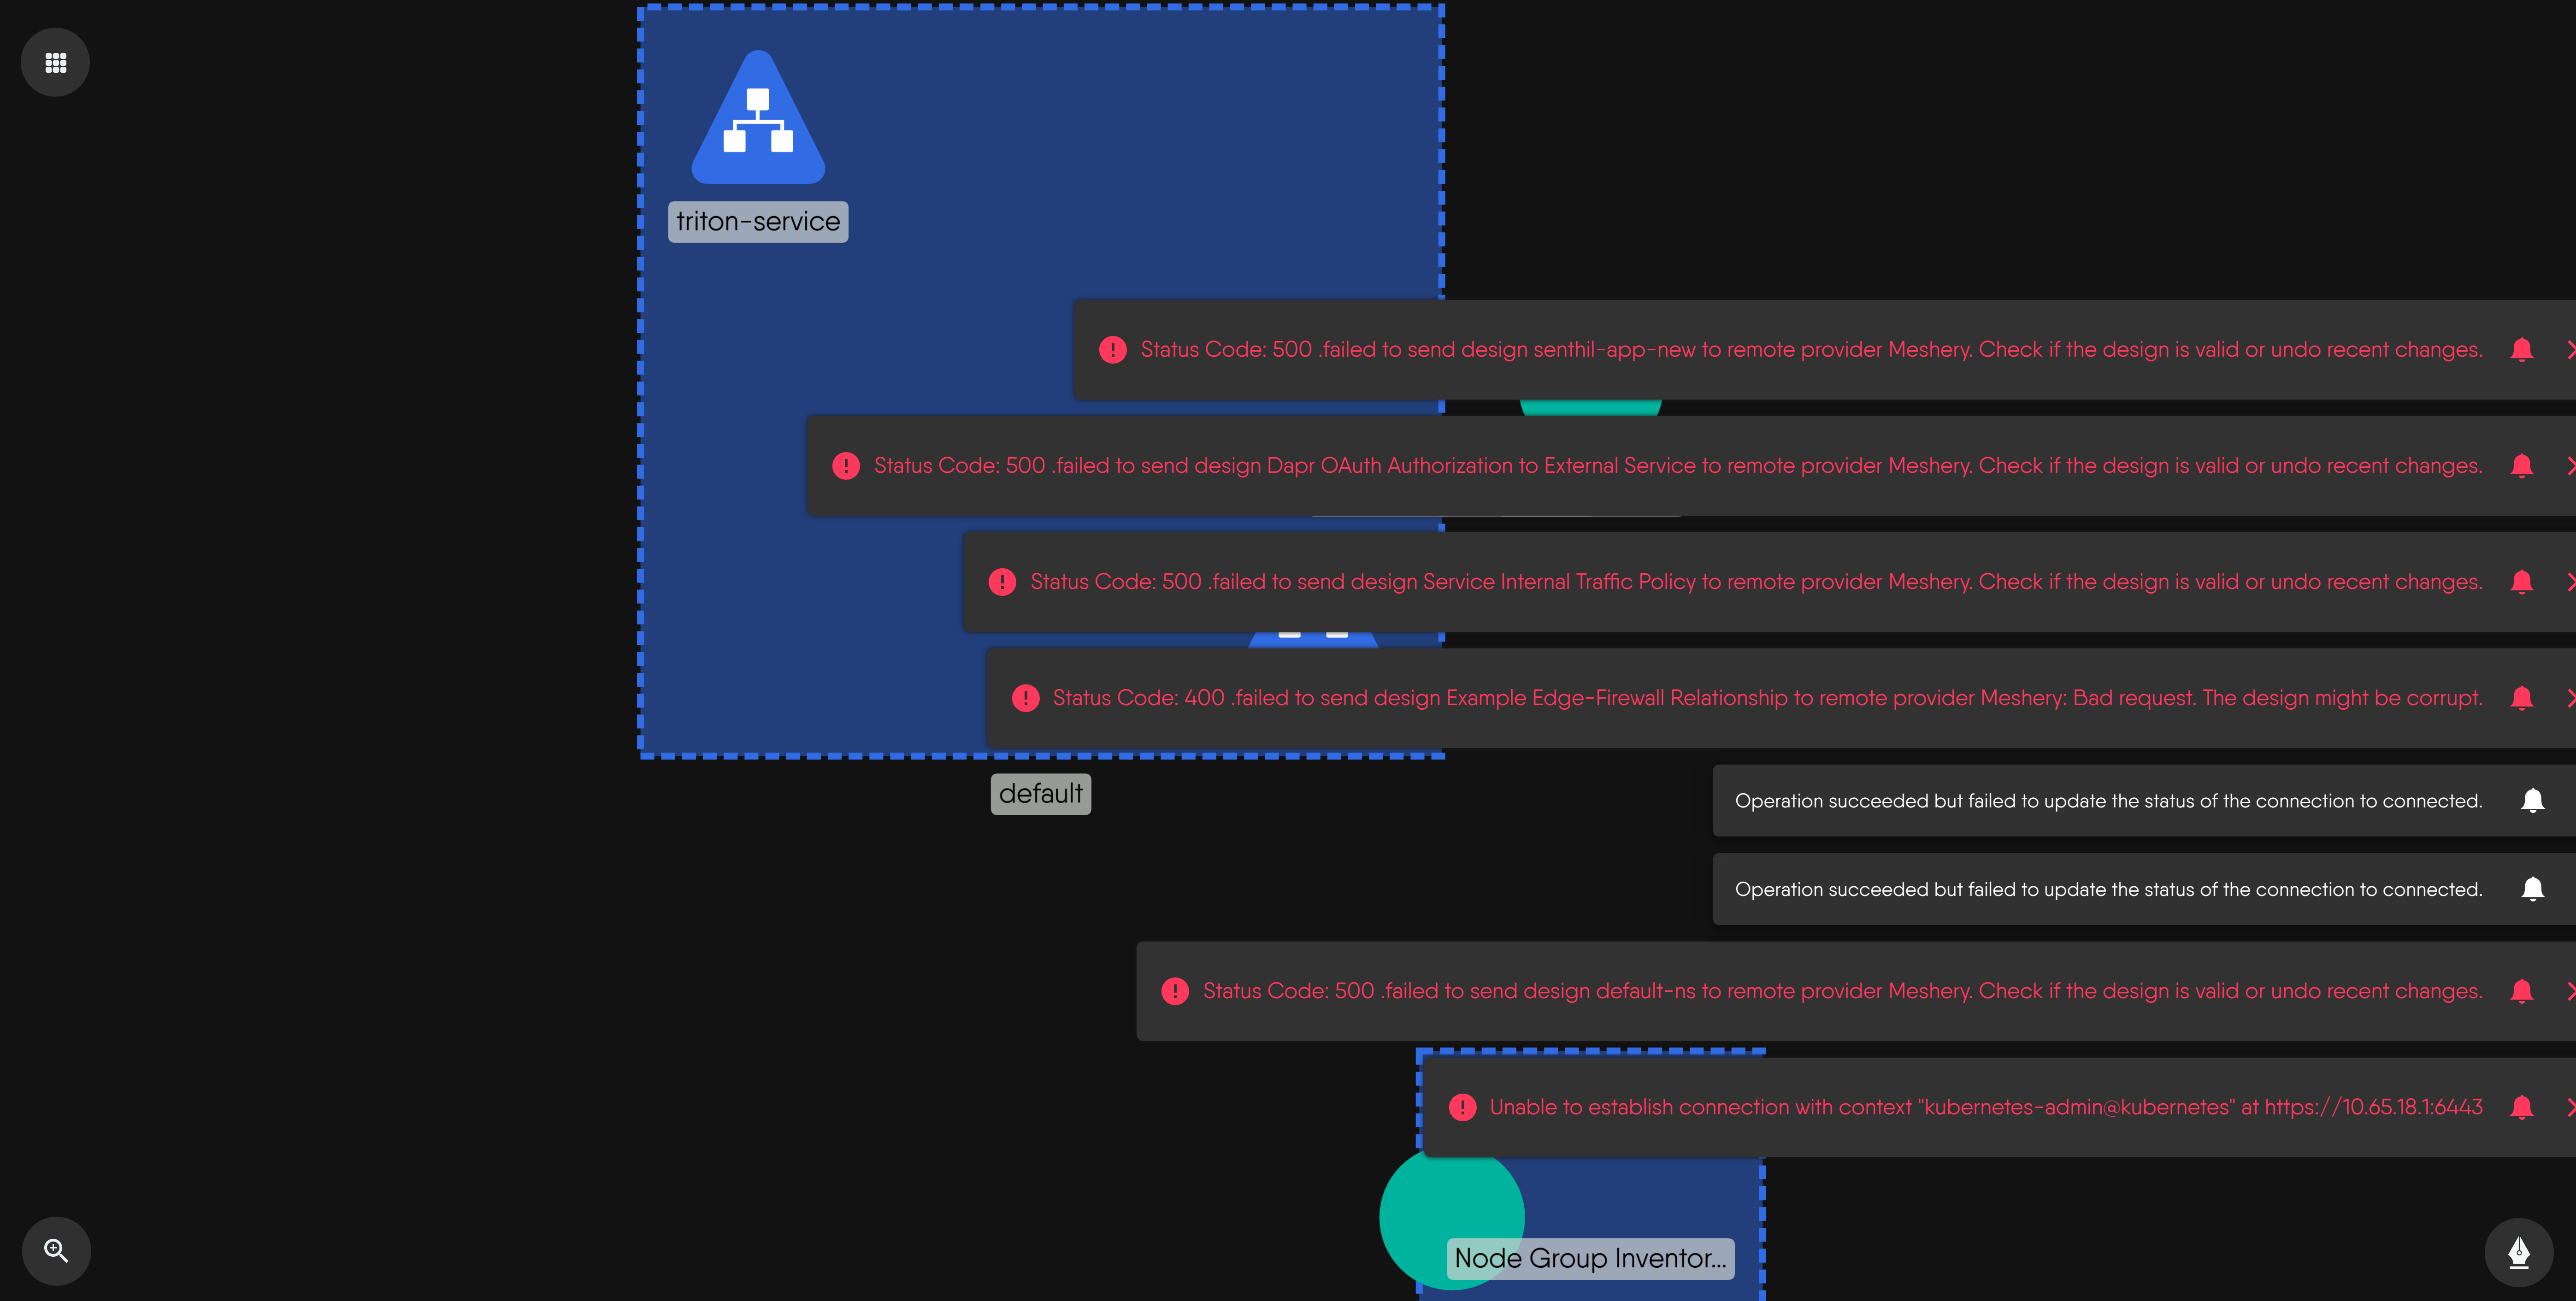 triton-service
Status Code: 500 .failed to send design senthil-app-new to remote provider Meshery. Check if the design is valid or undo recent changes.
Status Code: 500 .failed to send design Dapr OAuth Authorization to External Service to remote provider Meshery. Check if the design is valid or undo recent changes.
Status Code: 500 .failed to send design Service Internal Traffic Policy to remote provider Meshery. Check if the design is valid or undo recent changes.
Status Code: 400 .failed to send design Example Edge-Firewall Relationship to remote provider Meshery: Bad request. The design might be corrupt.
default
Operation succeeded but failed to update the status of the connection to connected.
Operation succeeded but failed to update the status of the connection to connected.
Status Code: 500 .failed to send design default-ns to remote provider Meshery. Check if the design is valid or undo recent changes.
Unable to establish connection with context "kubernetes-admin@kubernetes" at https://10.65.18.1:6443
Node Group Inventor...